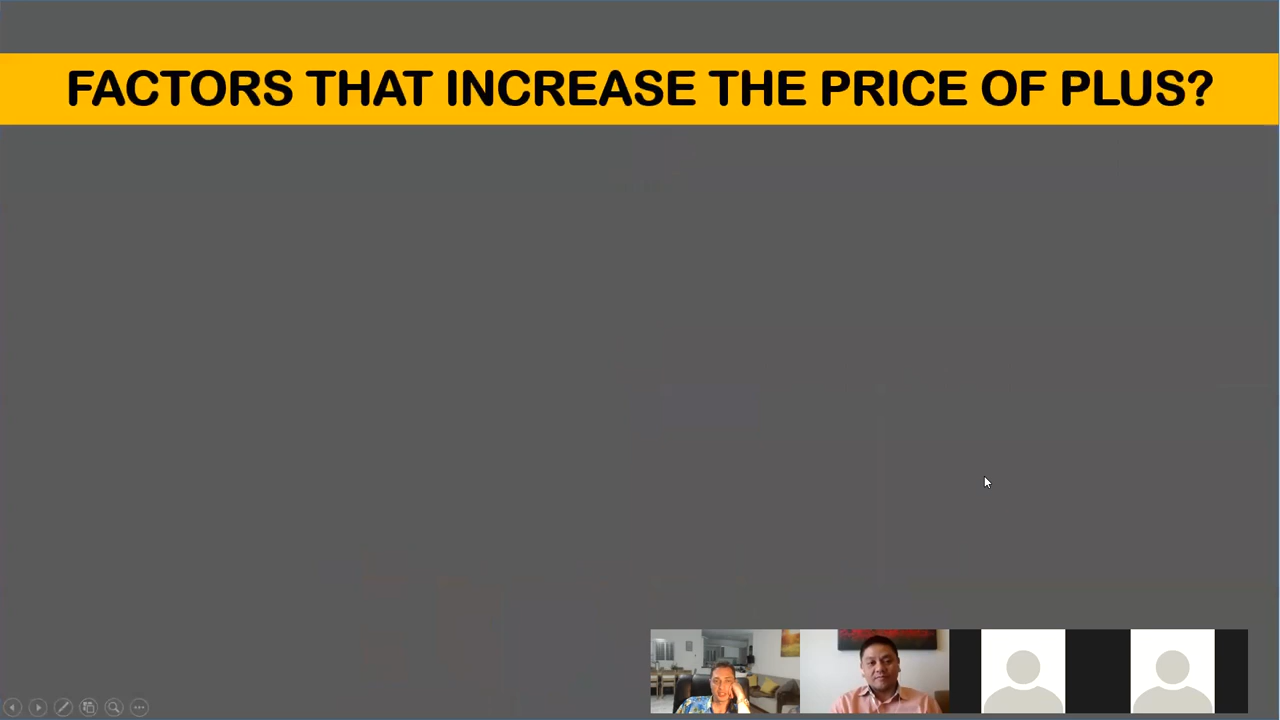 FACTORS THAT INCREASE THE PRICE OF PLUS?